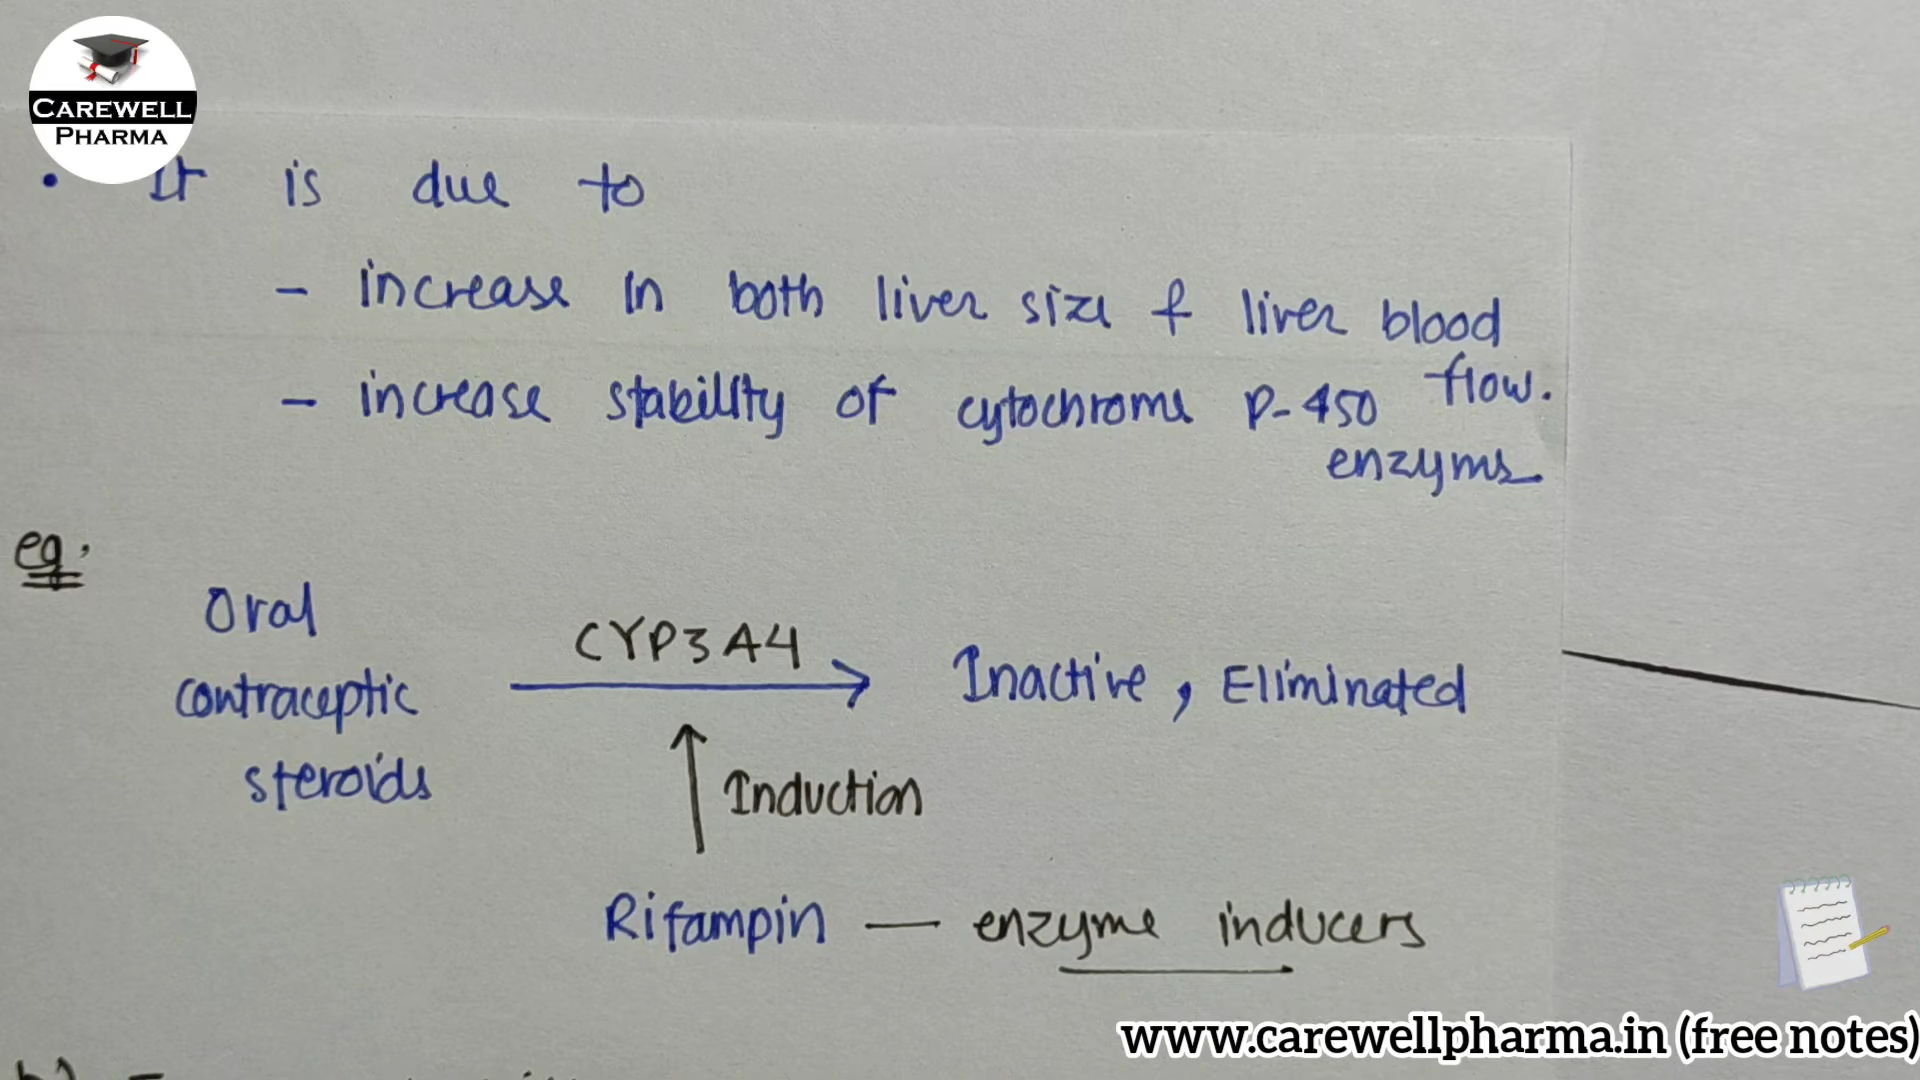 CAREWELL
PHARMA
• It is due to
- increase in both liver size & liver blood flow.
- increase stability of cytochrome P-450 enzyme.
eg.
Oral contraceptic steroids
CYP3A4
Inactive, Eliminated
Induction
Rifampin — enzyme inducers
www.carewellpharma.in (free notes)